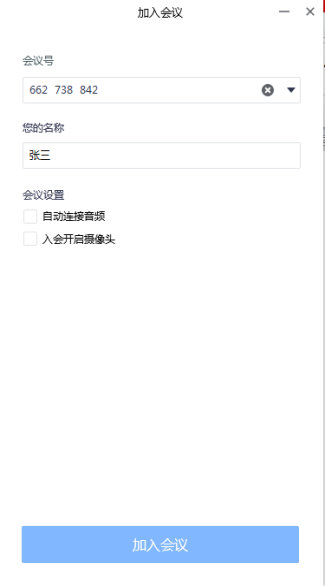 加入会议
会议号
662 738 842
您的名称
张三
会议设置
自动连接音频
入会开启摄像头
加入会议